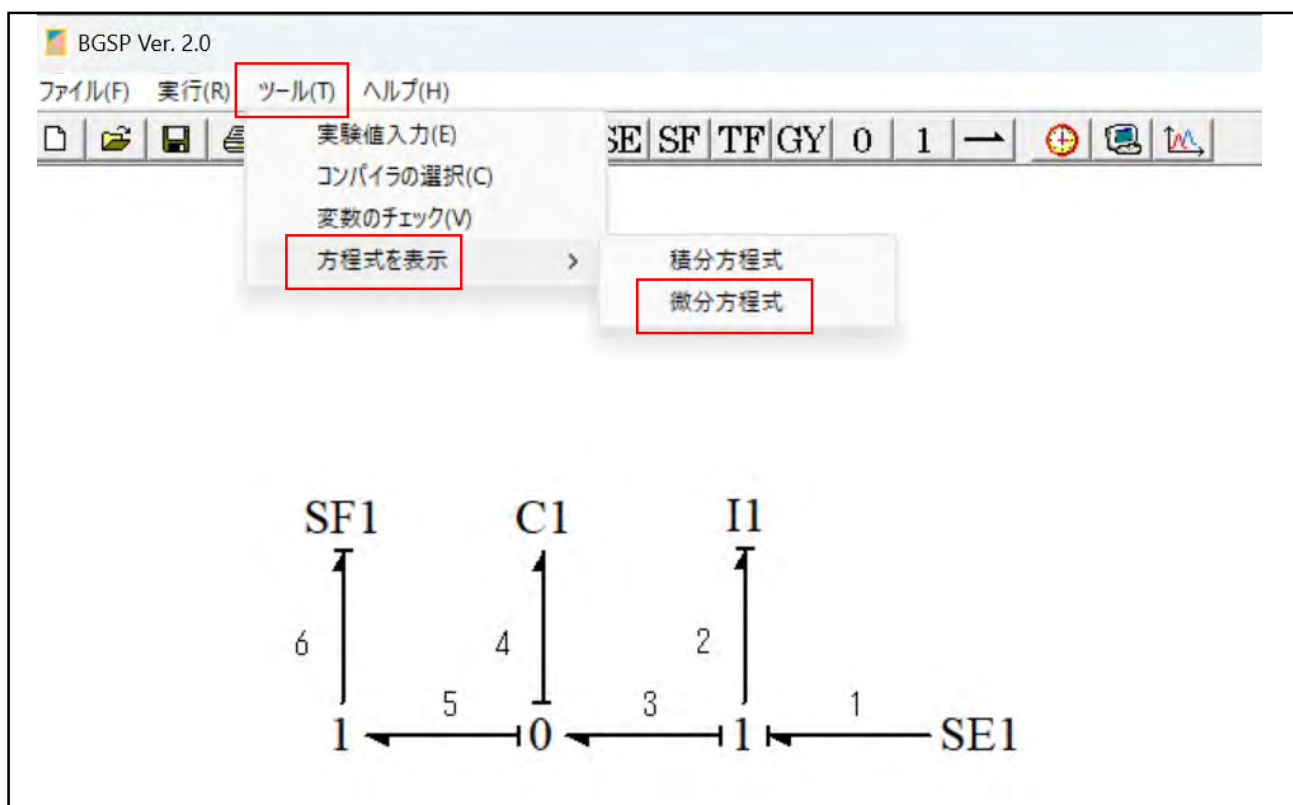 BGSP Ver. 2.0
ファイル(F) 実行(R) ツール(T) ヘルプ(H)
SE SF TF GY 0 1
実験値入力(E)
コンパイラの選択(C)
変数のチェック(V)
方程式を表示 >
積分方程式
微分方程式
SF1 C1 I1
6 4 2
5 3 1
1 0 1 SE1